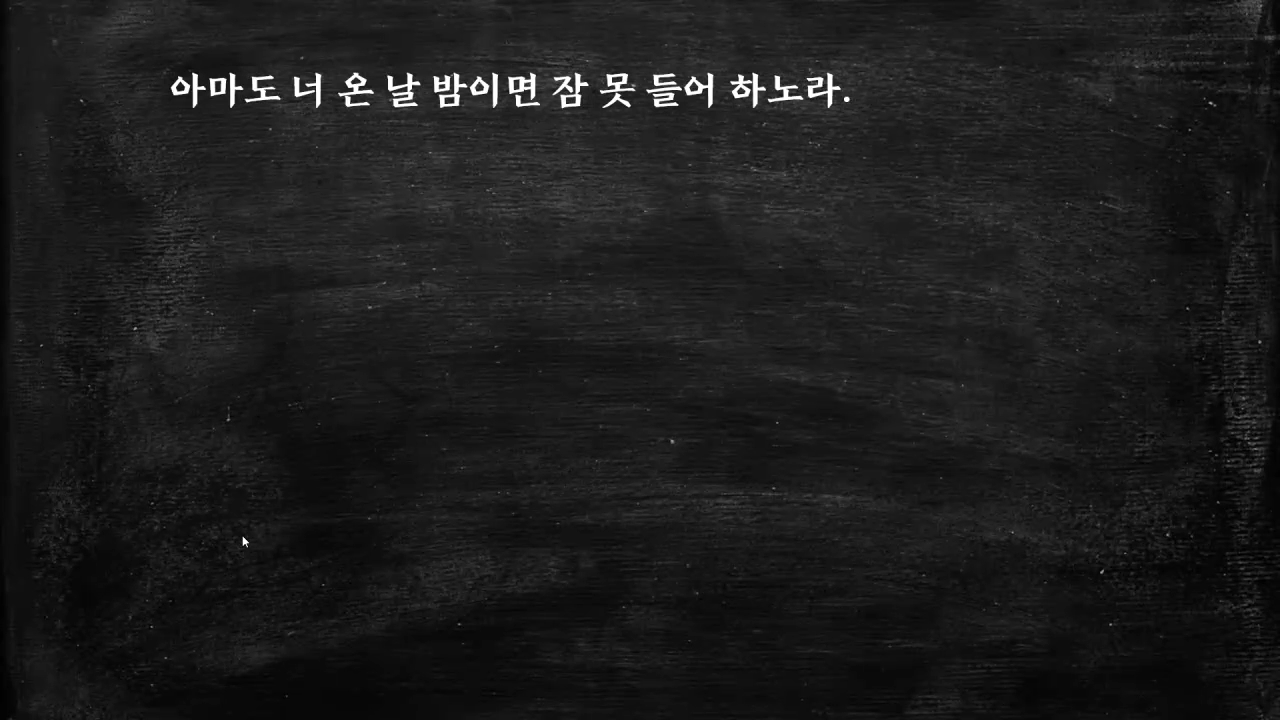 아마도 너 온 날 밤이면 잠 못 들어 하노라.